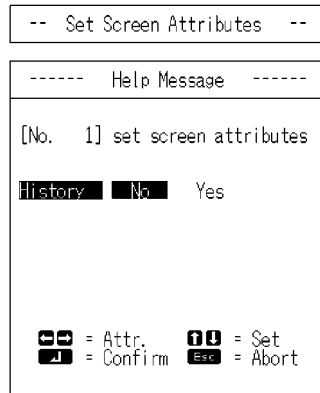 -- Set Screen Attributes --
------ Help Message ------
[No. 1] set screen attributes
History No Yes
←→ = Attr. ↑↓ = Set
↵ = Confirm Esc = Abort